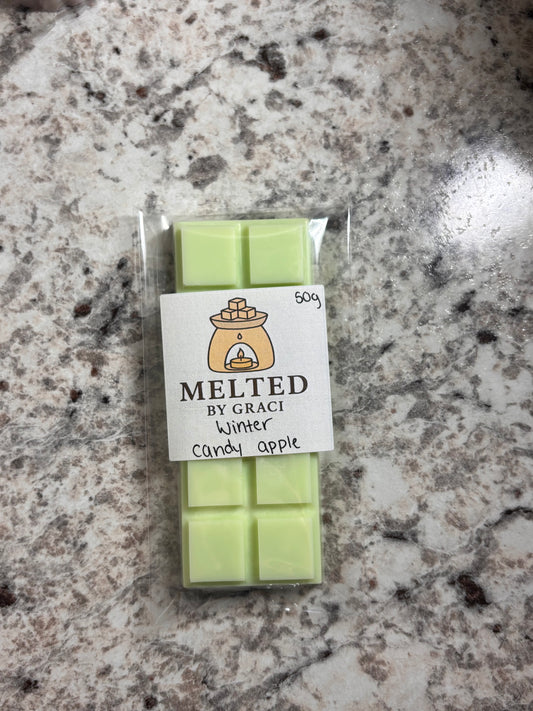 50g
MELTED
BY GRACI
Winter
candy apple